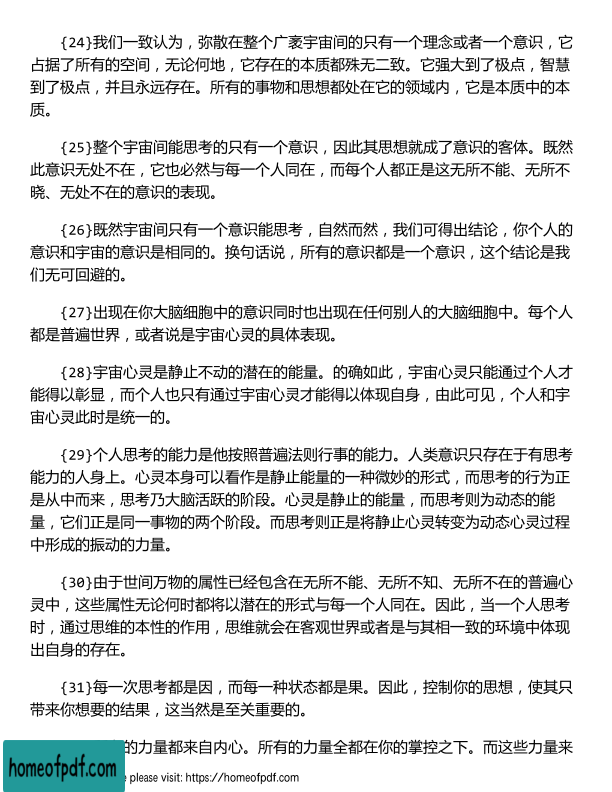 {24}我们一致认为，弥散在整个广袤宇宙间的只有一个理念或者一个意识，它
占据了所有的空间，无论何地，它存在的本质都殊无二致。它强大到了极点，智慧
到了极点，并且永远存在。所有的事物和思想都处在它的领域内，它是本质中的本
质。
{25}整个宇宙间能思考的只有一个意识，因此其思想就成了意识的客体。既然
此意识无处不在，它也必然与每一个人同在，而每个人都正是这无所不能、无所不
晓、无处不在的意识的表现。
{26}既然宇宙间只有一个意识能思考，自然而然，我们可得出结论，你个人的
意识和宇宙的意识是相同的。换句话说，所有的意识都是一个意识，这个结论是我
们无可回避的。
{27}出现在你大脑细胞中的意识同时也出现在任何别人的大脑细胞中。每个人
都是普遍世界，或者说是宇宙心灵的具体表现。
{28}宇宙心灵是静止不动的潜在的能量。的确如此，宇宙心灵只能通过个人才
能得以彰显，而个人也只有通过宇宙心灵才能得以体现自身，由此可见，个人和宇
宙心灵此时是统一的。
{29}个人思考的能力是他按照普遍法则行事的能力。人类意识只存在于有思考
能力的人身上。心灵本身可以看作是静止能量的一种微妙的形式，而思考的行为正
是从中而来，思考乃大脑活跃的阶段。心灵是静止的能量，而思考则为动态的能
量，它们正是同一事物的两个阶段。而思考则正是将静止心灵转变为动态心灵过程
中形成的振动的力量。
{30}由于世间万物的属性已经包含在无所不能、无所不知、无所不在的普遍心
灵中，这些属性无论何时都将以潜在的形式与每一个人同在。因此，当一个人思考
时，通过思维的本性的作用，思维就会在客观世界或者是与其相一致的环境中体现
出自身的存在。
{31}每一次思考都是因，而每一种状态都是果。因此，控制你的思想，使其只
带来你想要的结果，这当然是至关重要的。
的力量都来自内心。所有的力量全都在你的掌控之下。而这些力量来
homeofpdf.com
please visit: https://homeofpdf.com